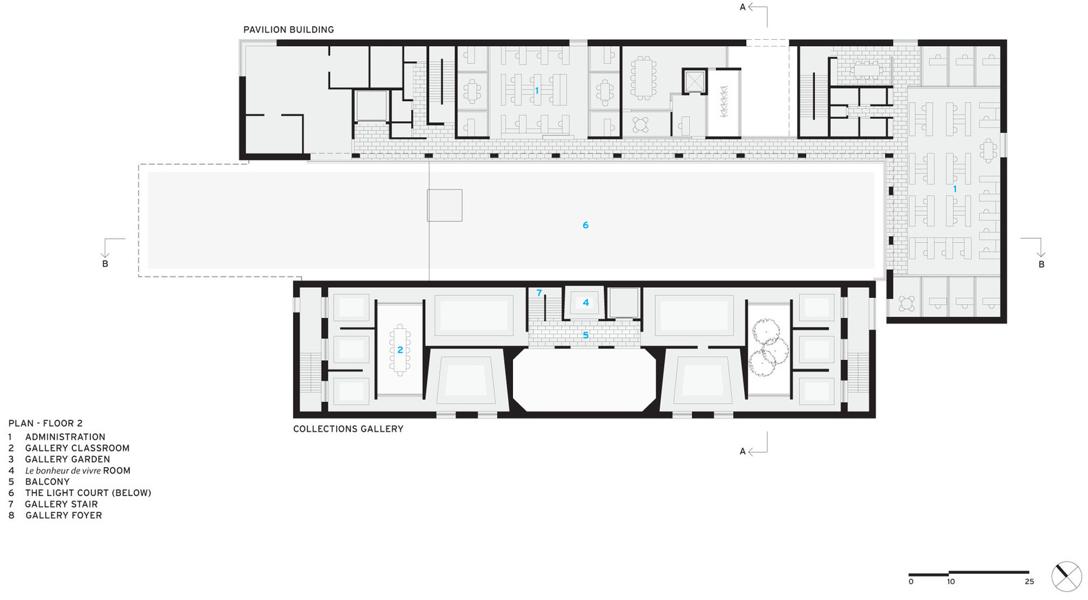 A
PAVILION BUILDING
1
1
6
B
B
7
4
5
2
PLAN - FLOOR 2
COLLECTIONS GALLERY
1 ADMINISTRATION
2 GALLERY CLASSROOM
3 GALLERY GARDEN
4 Le bonheur de vivre ROOM
5 BALCONY
6 THE LIGHT COURT (BELOW)
7 GALLERY STAIR
8 GALLERY FOYER
A
0 10 25